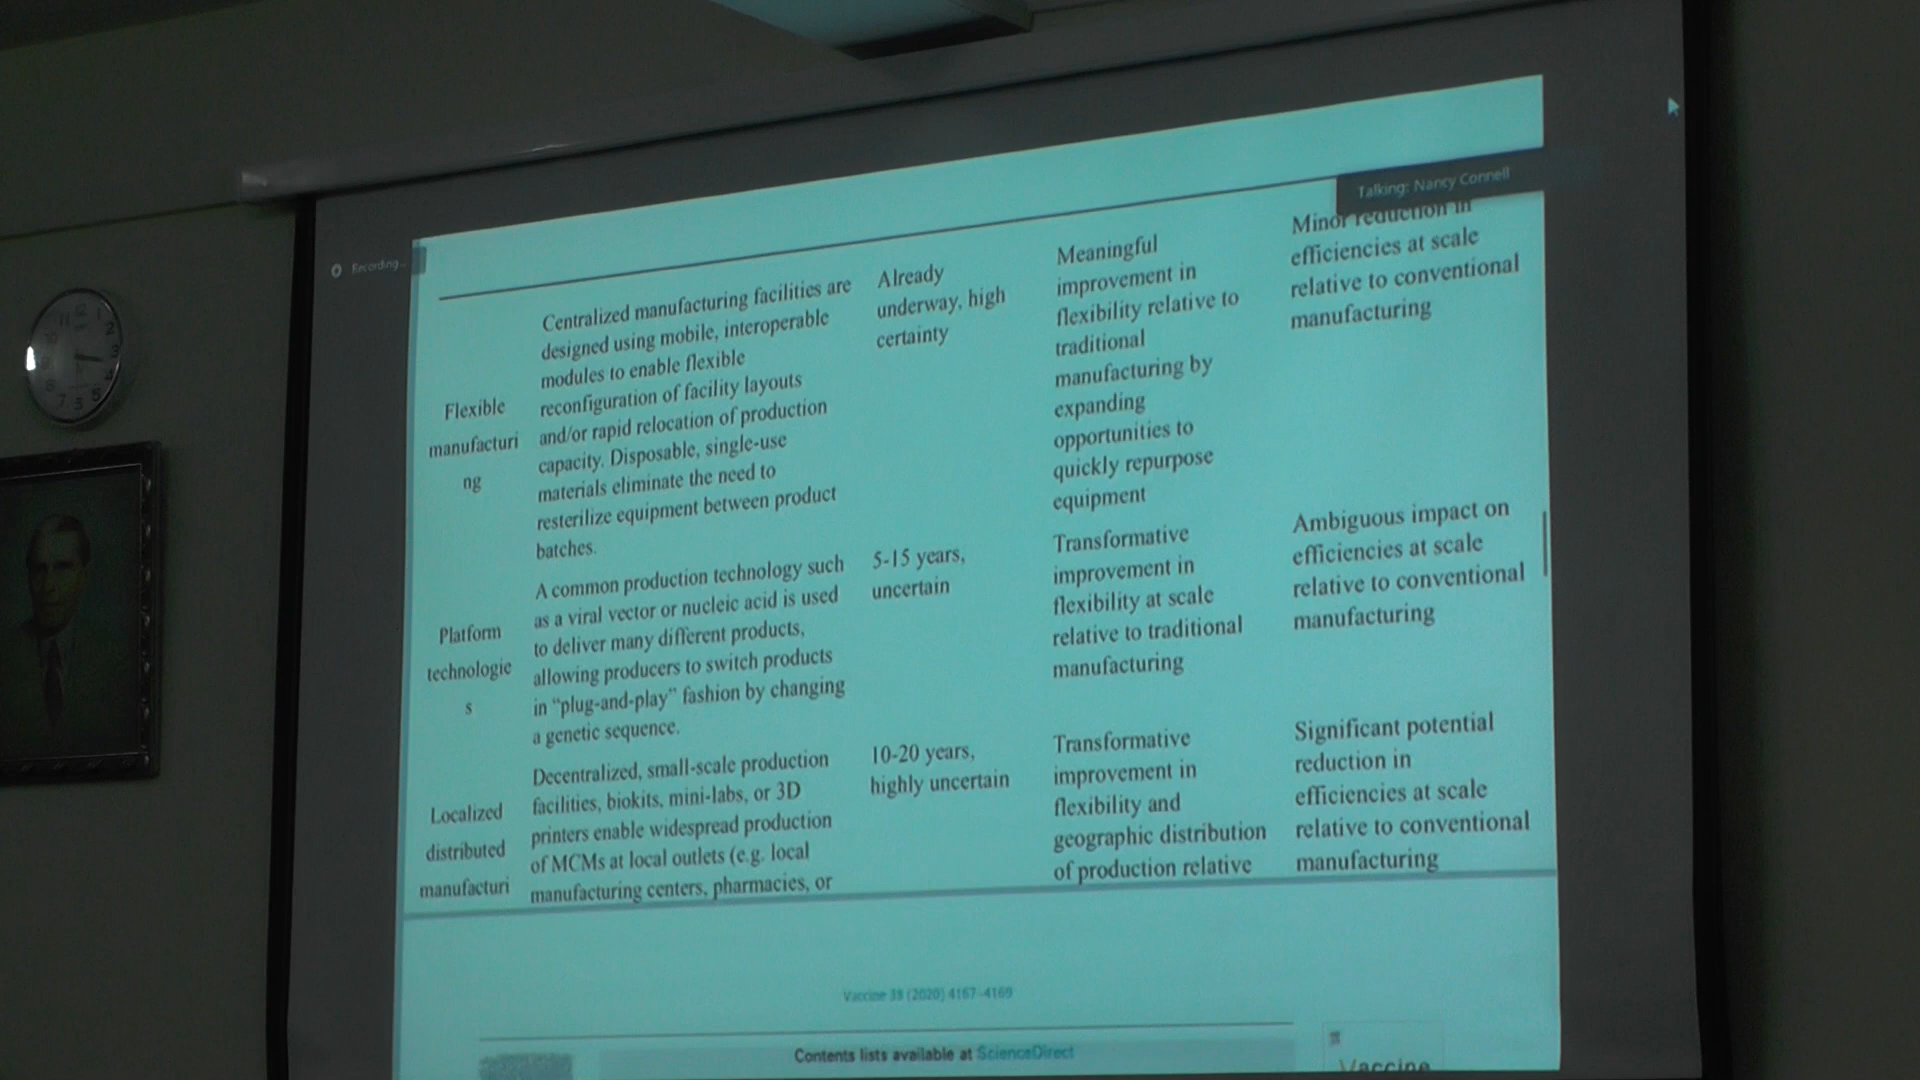 Talking: Nancy Connell
Recording...
Flexible
manufacturi
ng
Centralized manufacturing facilities are
designed using mobile, interoperable
modules to enable flexible
reconfiguration of facility layouts
and/or rapid relocation of production
capacity. Disposable, single-use
materials eliminate the need to
resterilize equipment between product
batches.
Already
underway, high
certainty
Meaningful
improvement in
flexibility relative to
traditional
manufacturing by
expanding
opportunities to
quickly repurpose
equipment
Minor reduction in
efficiencies at scale
relative to conventional
manufacturing
Platform
technologie
s
A common production technology such
as a viral vector or nucleic acid is used
to deliver many different products,
allowing producers to switch products
in "plug-and-play" fashion by changing
a genetic sequence.
5-15 years,
uncertain
Transformative
improvement in
flexibility at scale
relative to traditional
manufacturing
Ambiguous impact on
efficiencies at scale
relative to conventional
manufacturing
Localized
distributed
manufacturi
Decentralized, small-scale production
facilities, biokits, mini-labs, or 3D
printers enable widespread production
of MCMs at local outlets (e.g. local
manufacturing centers, pharmacies, or
10-20 years,
highly uncertain
Transformative
improvement in
flexibility and
geographic distribution
of production relative
Significant potential
reduction in
efficiencies at scale
relative to conventional
manufacturing
Vaccine 38 (2020) 4167-4169
Contents lists available at ScienceDirect
Vaccine